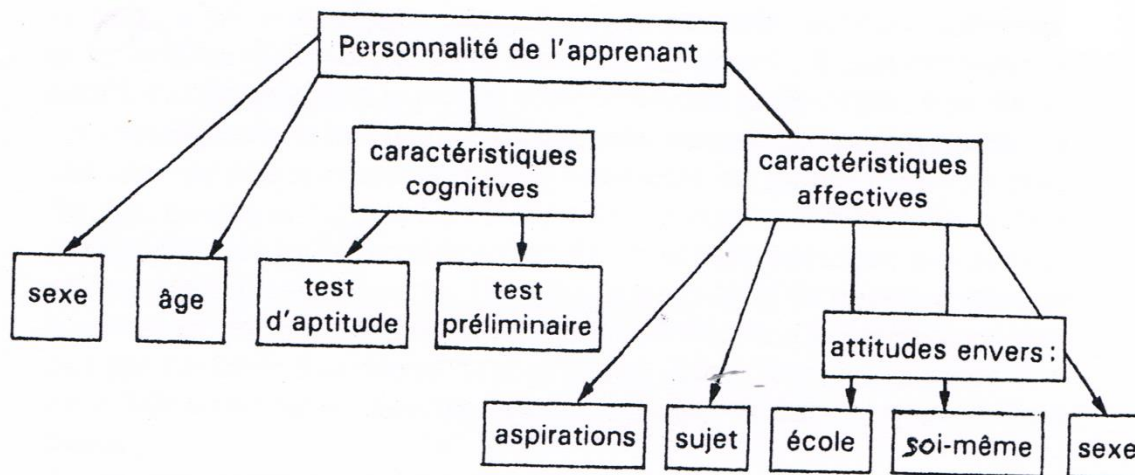 Personnalité de l'apprenant
caractéristiques
cognitives
caractéristiques
affectives
sexe
âge
test
d'aptitude
test
préliminaire
attitudes envers :
aspirations
sujet
école
soi-même
sexe